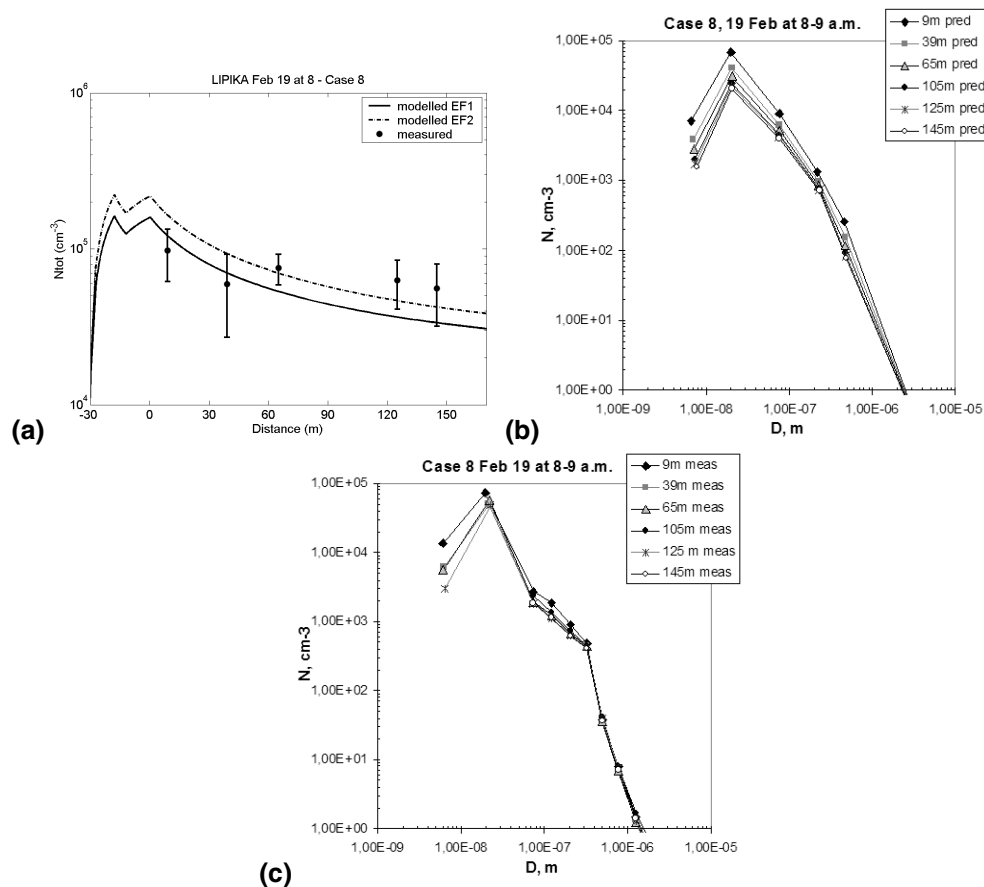 LIPIKA Feb 19 at 8 - Case 8
10^6
10^5
10^4
Ntot (cm^-3)
modelled EF1
modelled EF2
measured
-30 0 30 60 90 120 150
Distance (m)
(a)
Case 8, 19 Feb at 8-9 a.m.
1,00E+05
1,00E+04
1,00E+03
1,00E+02
1,00E+01
1,00E+00
N, cm-3
9m pred
39m pred
65m pred
105m pred
125m pred
145m pred
1,00E-09 1,00E-08 1,00E-07 1,00E-06 1,00E-05
D, m
(b)
Case 8 Feb 19 at 8-9 a.m.
1,00E+05
1,00E+04
1,00E+03
1,00E+02
1,00E+01
1,00E+00
N, cm-3
9m meas
39m meas
65m meas
105m meas
125 m meas
145m meas
1,00E-09 1,00E-08 1,00E-07 1,00E-06 1,00E-05
D, m
(c)